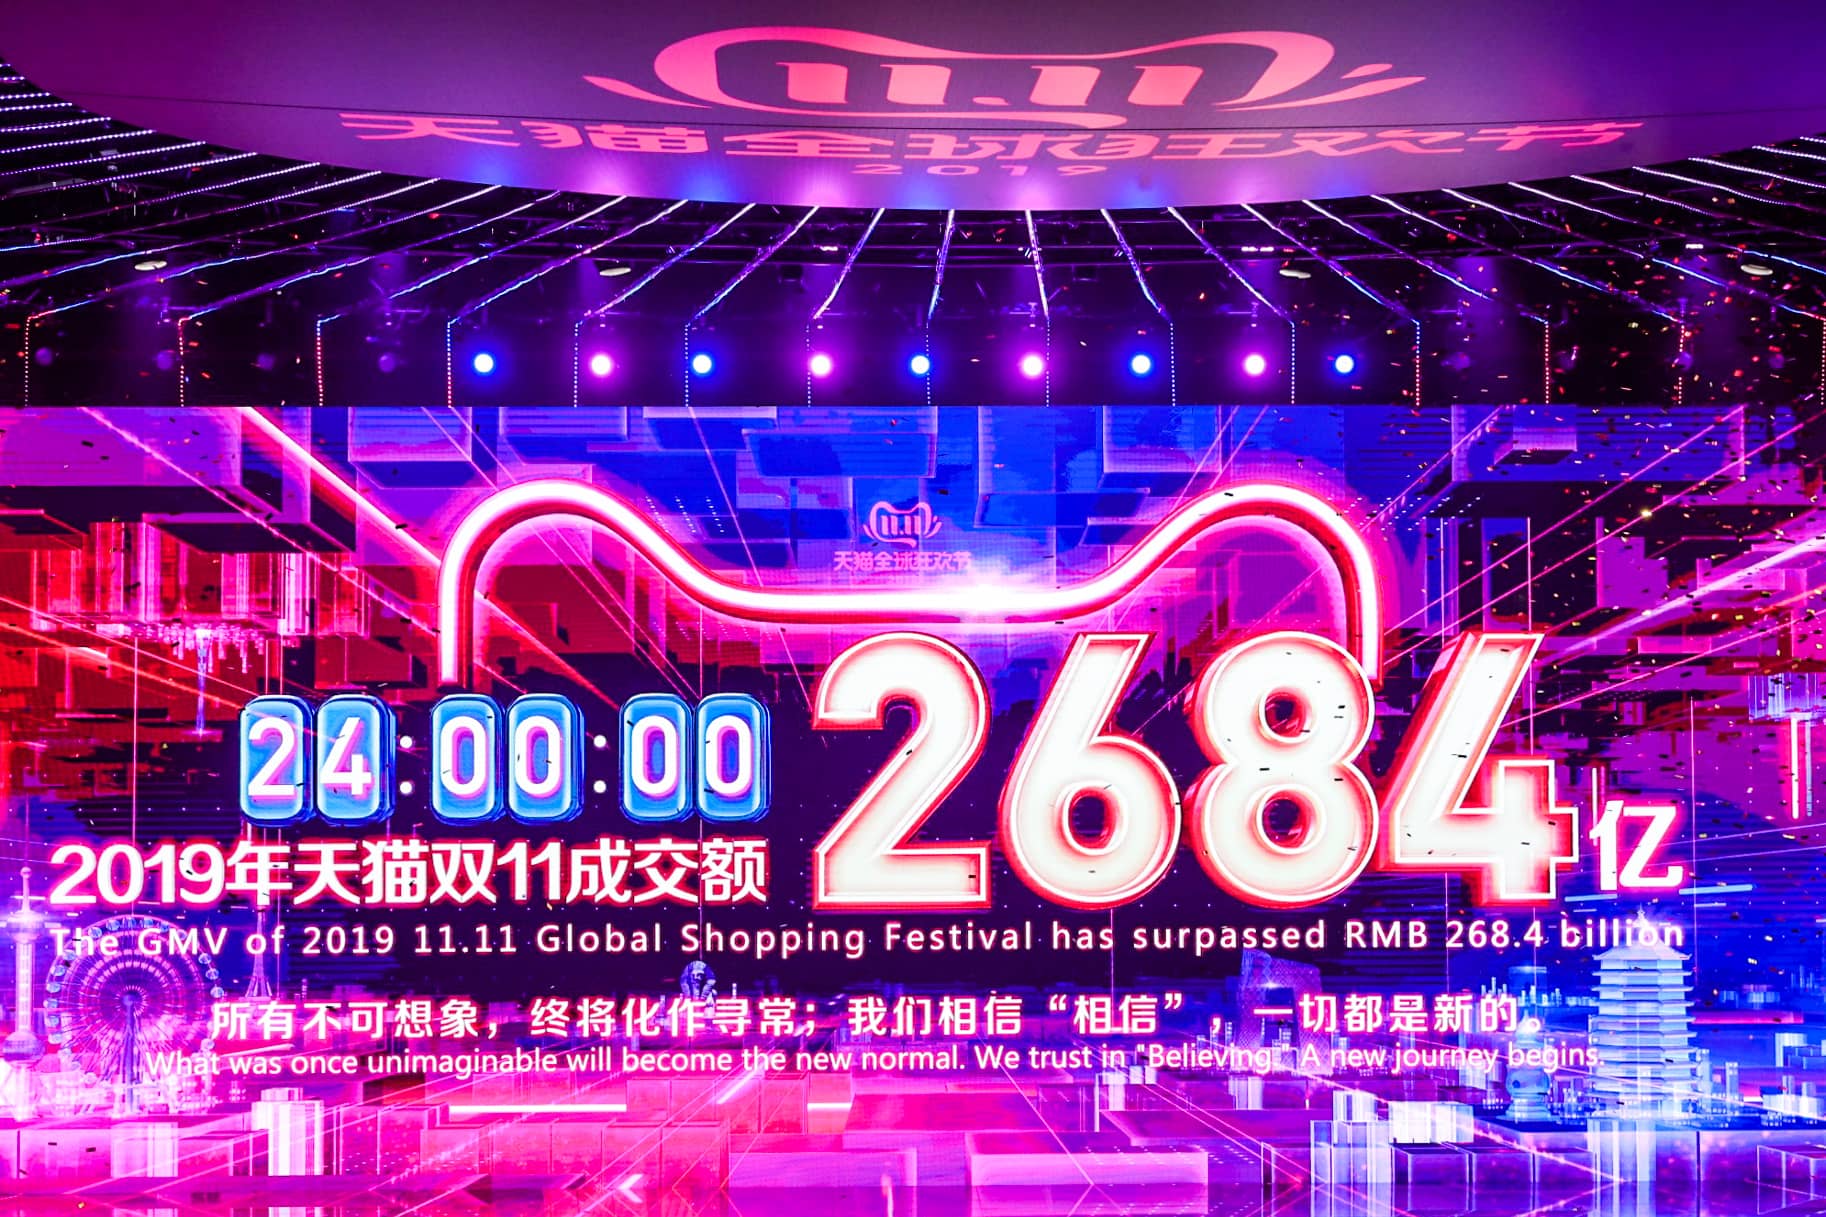 11.11
天猫全球狂欢节
2019
11.11
天猫全球狂欢节
24:00:00
2684亿
2019年天猫双11成交额
The GMV of 2019 11.11 Global Shopping Festival has surpassed RMB 268.4 billion
所有不可想象，终将化作寻常；我们相信“相信”，一切都是新的。
What was once unimaginable will become the new normal. We trust in "Believing." A new journey begins.